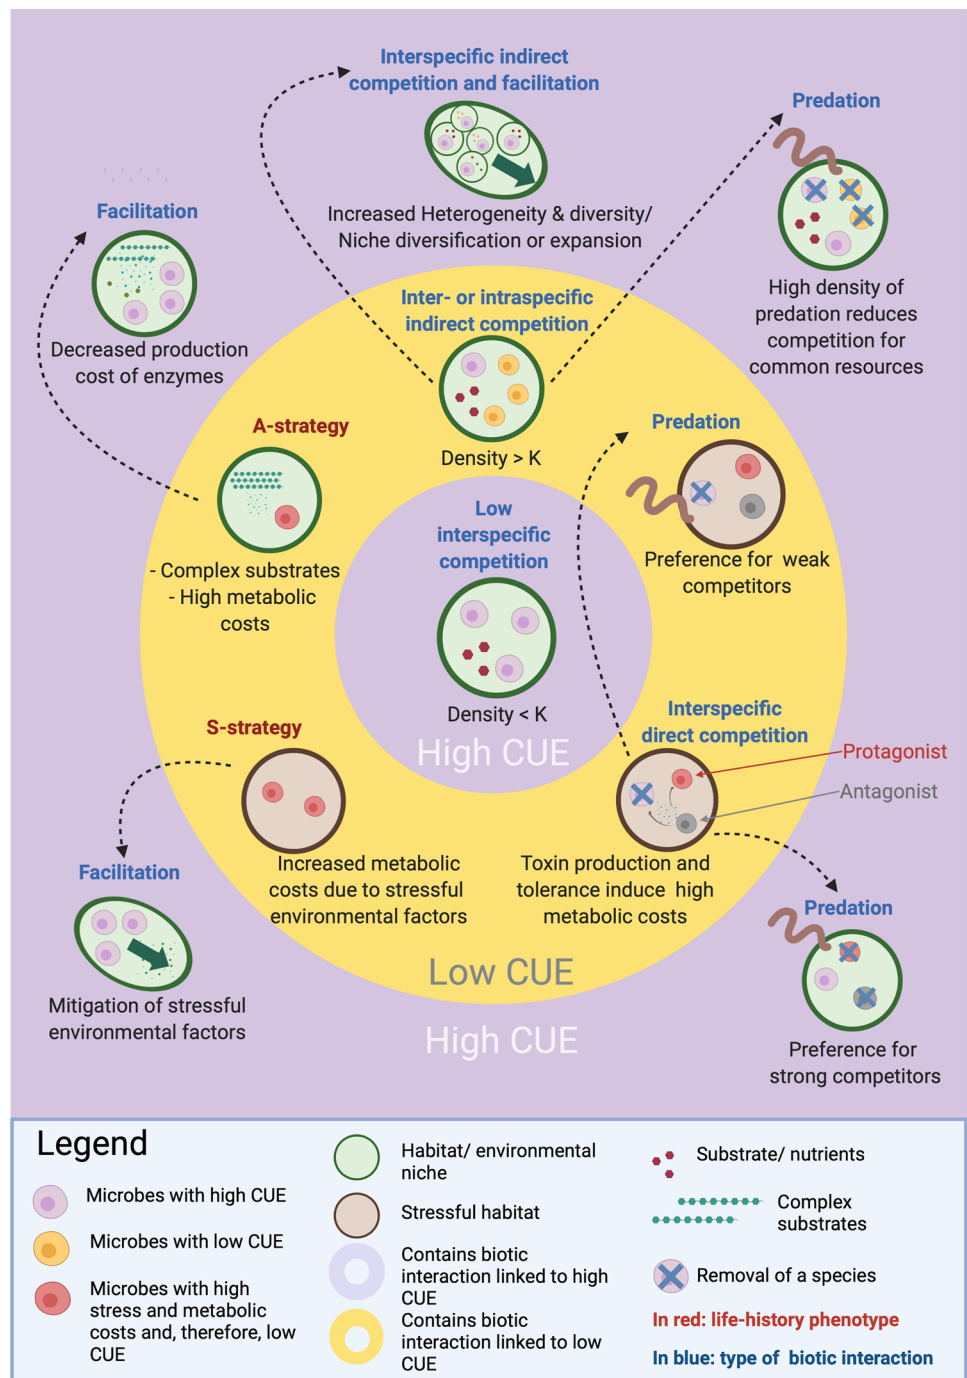 Interspecific indirect
competition and facilitation
Increased Heterogeneity & diversity/
Niche diversification or expansion
Predation
High density of
predation reduces
competition for
common resources
Facilitation
Decreased production
cost of enzymes
Inter- or intraspecific
indirect competition
Density > K
A-strategy
- Complex substrates
- High metabolic
costs
Predation
Preference for weak
competitors
Low
interspecific
competition
Density < K
High CUE
S-strategy
Increased metabolic
costs due to stressful
environmental factors
Interspecific
direct competition
Protagonist
Antagonist
Toxin production and
tolerance induce high
metabolic costs
Facilitation
Mitigation of stressful
environmental factors
Predation
Preference for
strong competitors
Low CUE
High CUE
Legend
Microbes with high CUE
Microbes with low CUE
Microbes with high
stress and metabolic
costs and, therefore, low
CUE
Habitat/ environmental
niche
Stressful habitat
Contains biotic
interaction linked to high
CUE
Contains biotic
interaction linked to low
CUE
Substrate/ nutrients
Complex
substrates
Removal of a species
In red: life-history phenotype
In blue: type of biotic interaction